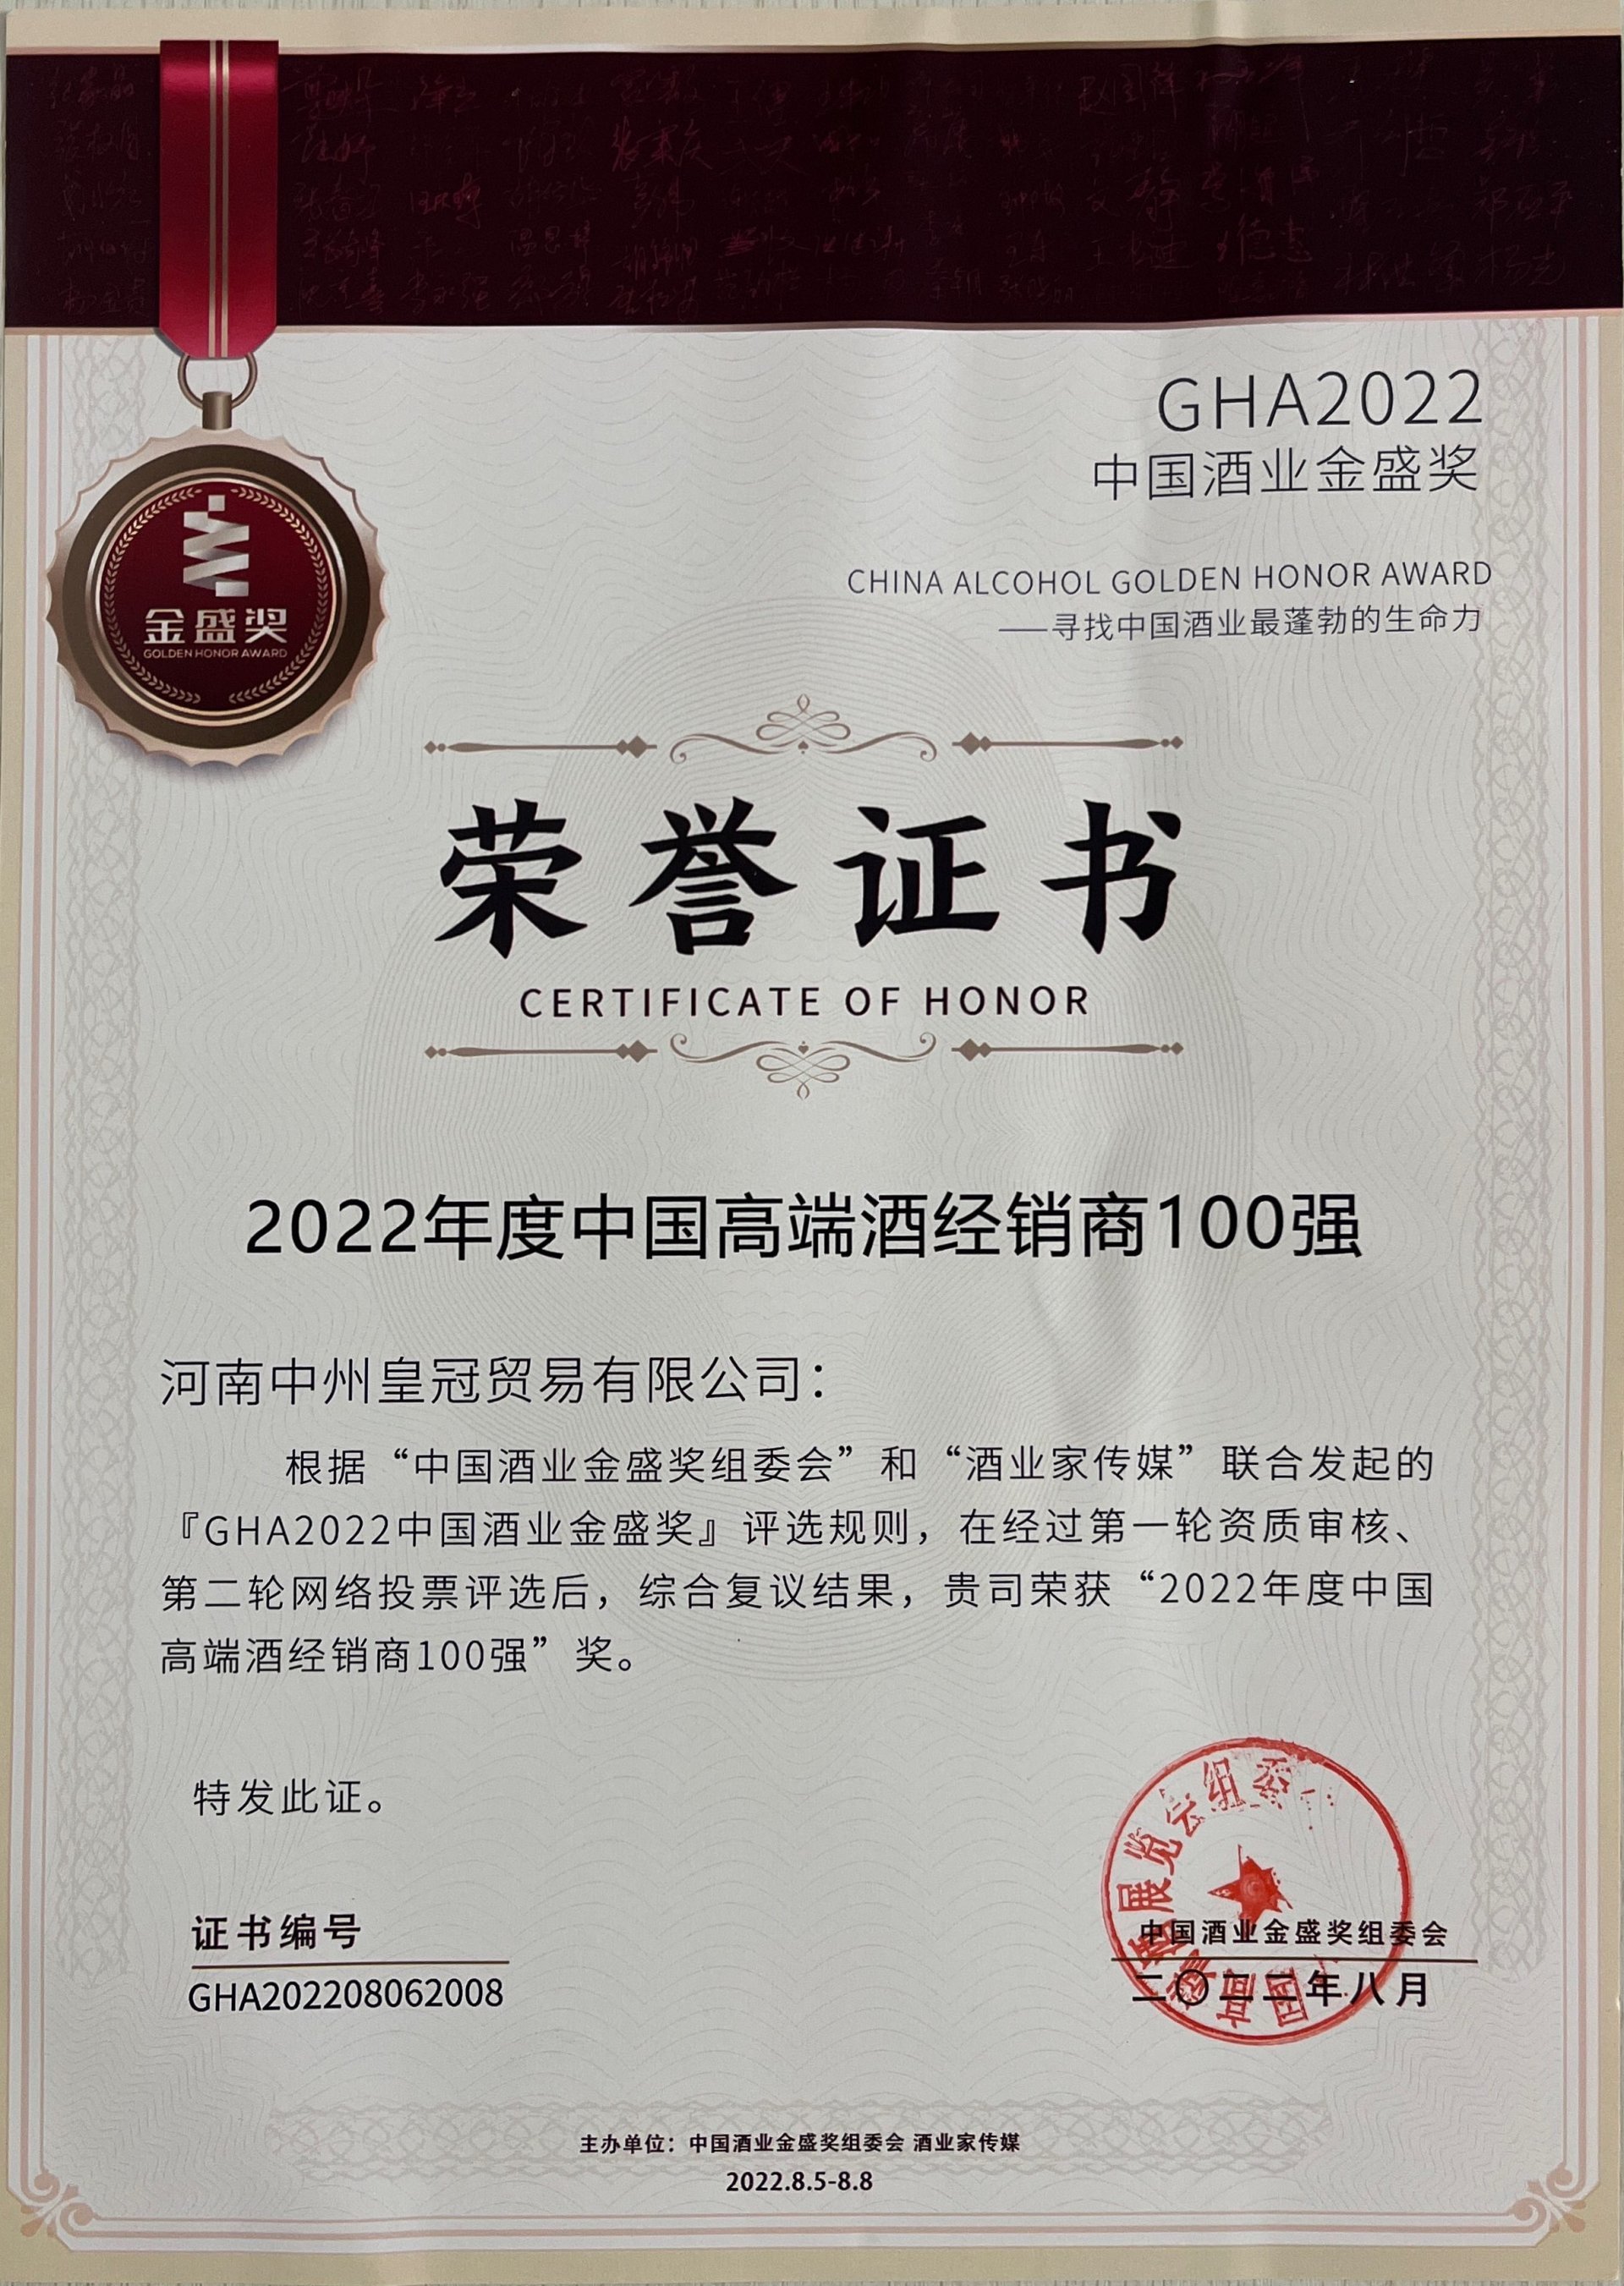 GHA2022
中国酒业金盛奖
CHINA ALCOHOL GOLDEN HONOR AWARD
——寻找中国酒业最蓬勃的生命力
金盛奖
GOLDEN HONOR AWARD
荣誉证书
CERTIFICATE OF HONOR
2022年度中国高端酒经销商100强
河南中州皇冠贸易有限公司：
根据“中国酒业金盛奖组委会”和“酒业家传媒”联合发起的
『GHA2022中国酒业金盛奖』评选规则，在经过第一轮资质审核、
第二轮网络投票评选后，综合复议结果，贵司荣获“2022年度中国
高端酒经销商100强”奖。
特发此证。
证书编号
GHA202208062008
展览会组委
中国酒业金盛奖组委会
二〇二二年八月
主办单位：中国酒业金盛奖组委会 酒业家传媒
2022.8.5-8.8